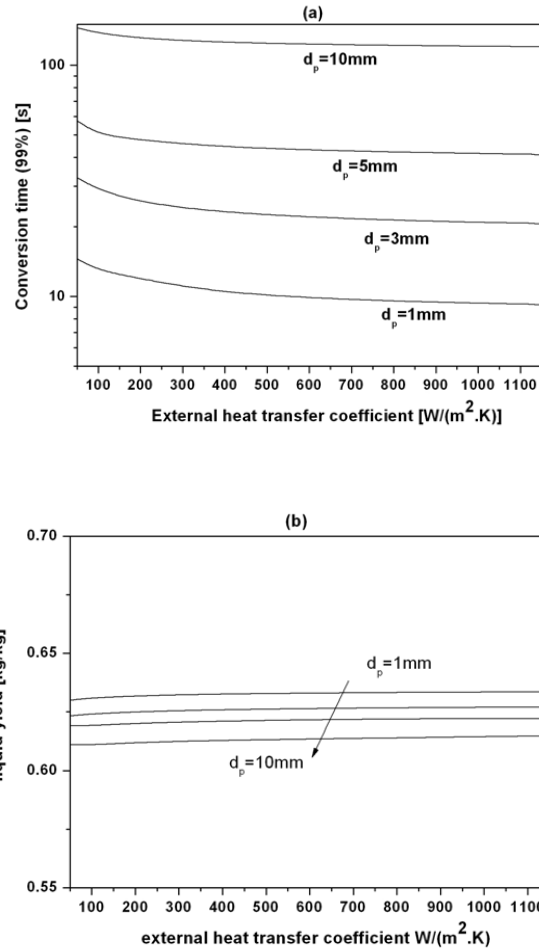 (a)
100
10
Conversion time (99%) [s]
d_p=10mm
d_p=5mm
d_p=3mm
d_p=1mm
100 200 300 400 500 600 700 800 900 1000 1100
External heat transfer coefficient [W/(m².K)]
(b)
0.70
0.65
0.60
0.55
d_p=1mm
d_p=10mm
100 200 300 400 500 600 700 800 900 1000 1100
external heat transfer coefficient W/(m².K)